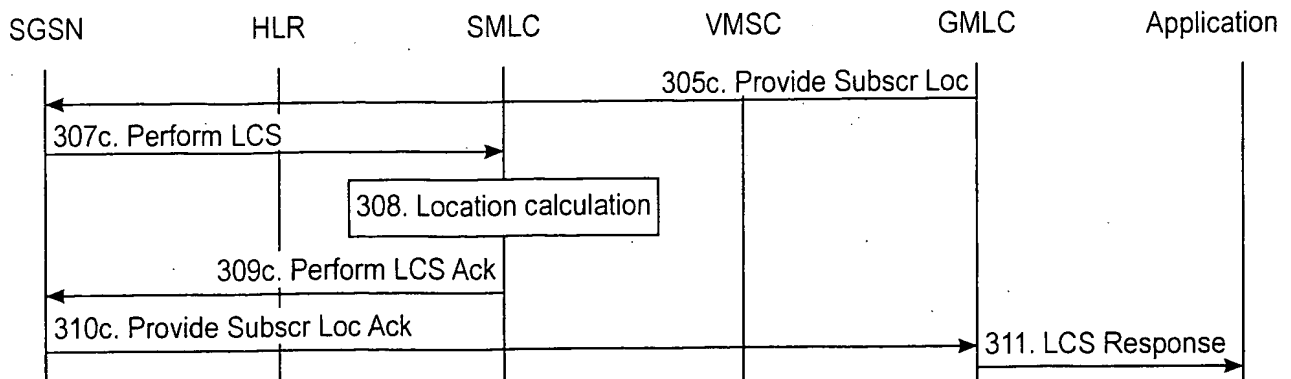 SGSN HLR SMLC VMSC GMLC Application
305c. Provide Subscr Loc
307c. Perform LCS
308. Location calculation
309c. Perform LCS Ack
310c. Provide Subscr Loc Ack
311. LCS Response